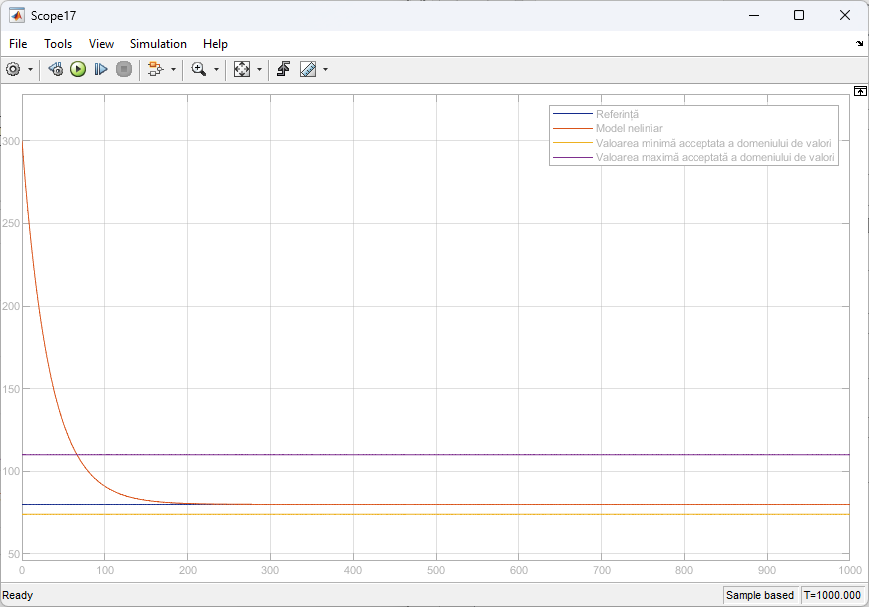 Scope17
File Tools View Simulation Help
Referință
Model neliniar
Valoarea minimă acceptata a domeniului de valori
Valoarea maximă acceptată a domeniului de valori
300
250
200
150
100
50
0 100 200 300 400 500 600 700 800 900 1000
Ready
Sample based T=1000.000